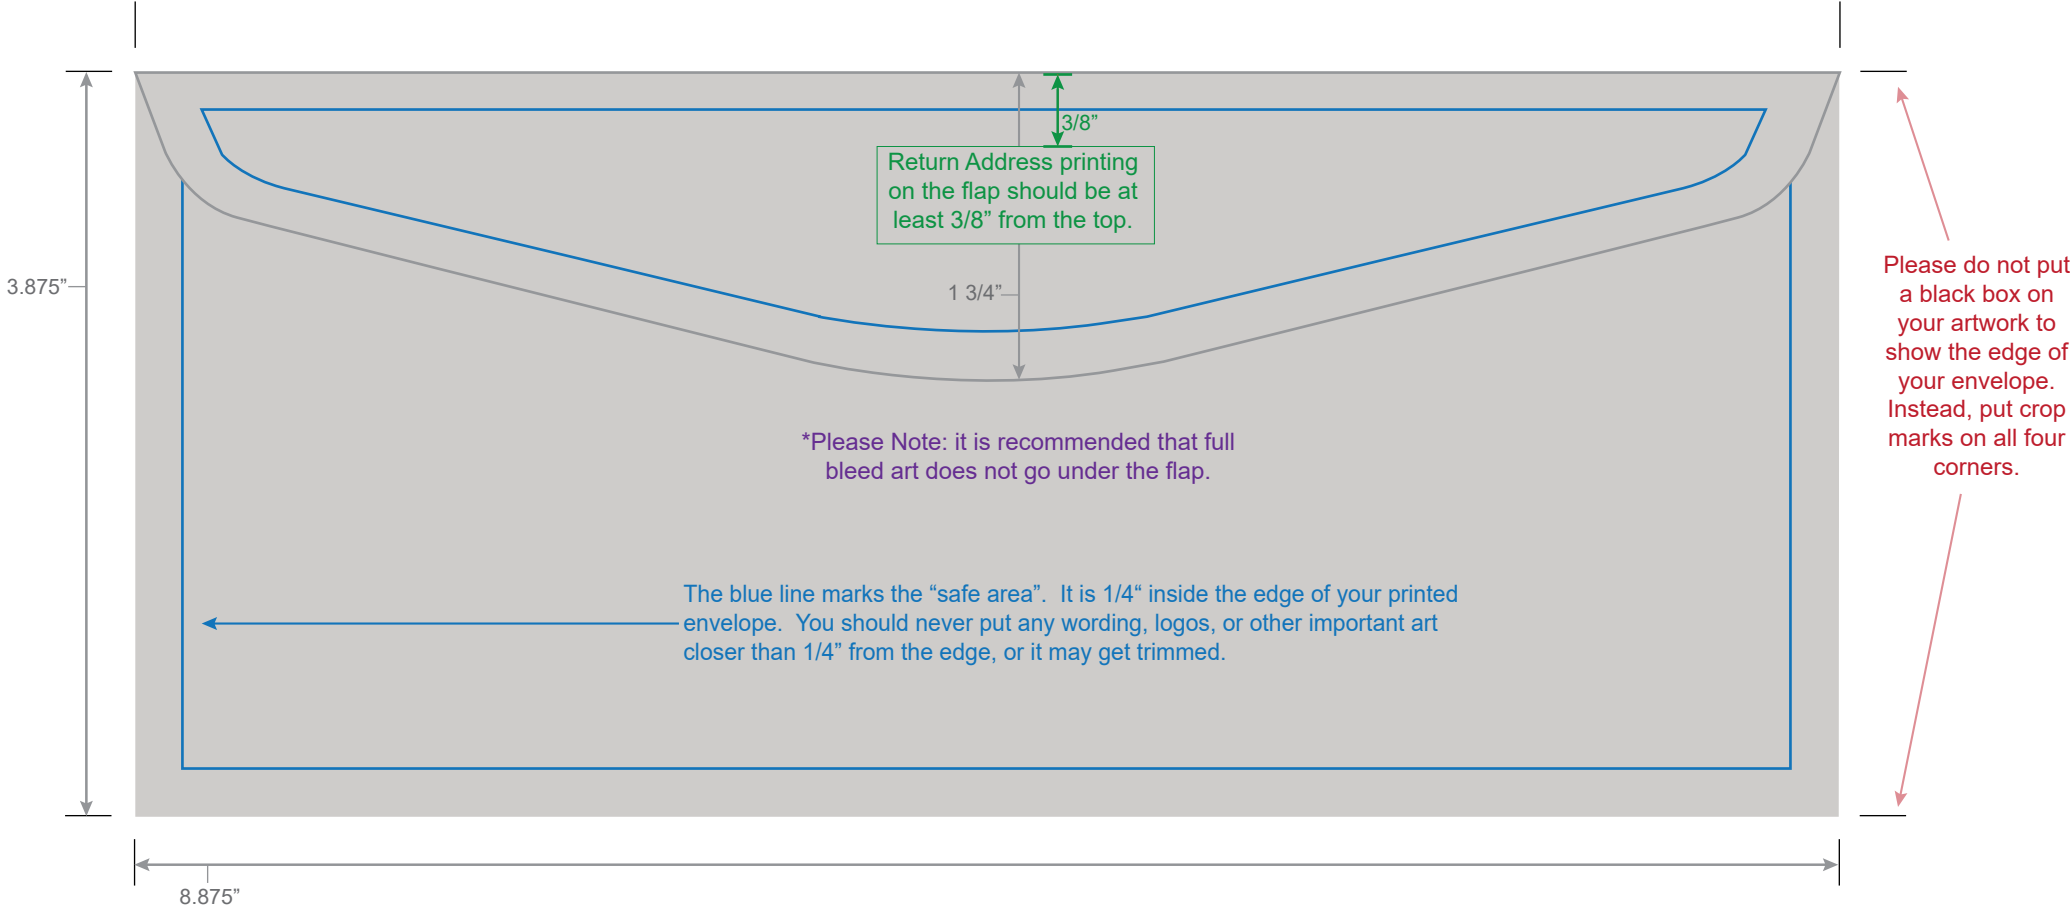 3/8”
Return Address printing
on the flap should be at
least 3/8” from the top.
3.875”
1 3/4”
Please do not put
a black box on
your artwork to
show the edge of
your envelope.
Instead, put crop
marks on all four
corners.
*Please Note: it is recommended that full
bleed art does not go under the flap.
The blue line marks the “safe area”.  It is 1/4“ inside the edge of your printed
envelope.  You should never put any wording, logos, or other important art
closer than 1/4” from the edge, or it may get trimmed.
8.875”